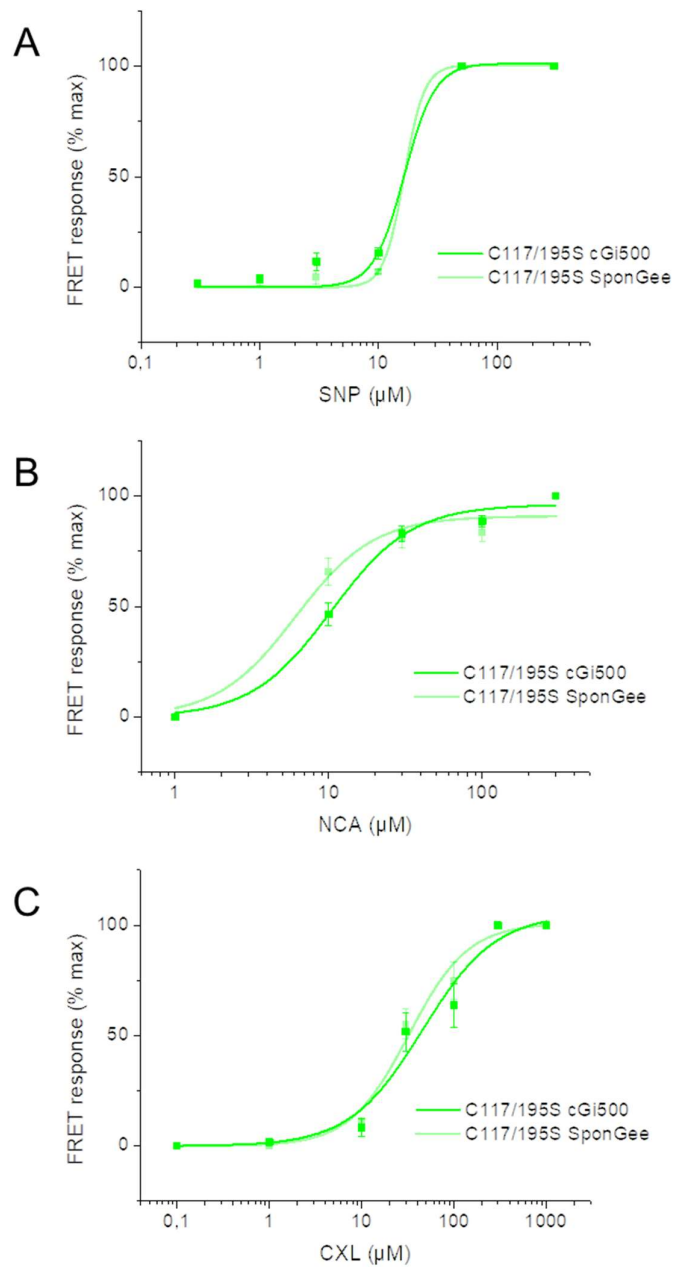 A
FRET response (% max)
100
50
0
0,1
1
10
100
SNP (µM)
C117/195S cGi500
C117/195S SponGee
B
FRET response (% max)
100
50
0
1
10
100
NCA (µM)
C117/195S cGi500
C117/195S SponGee
C
FRET response (% max)
100
50
0
0,1
1
10
100
1000
CXL (µM)
C117/195S cGi500
C117/195S SponGee